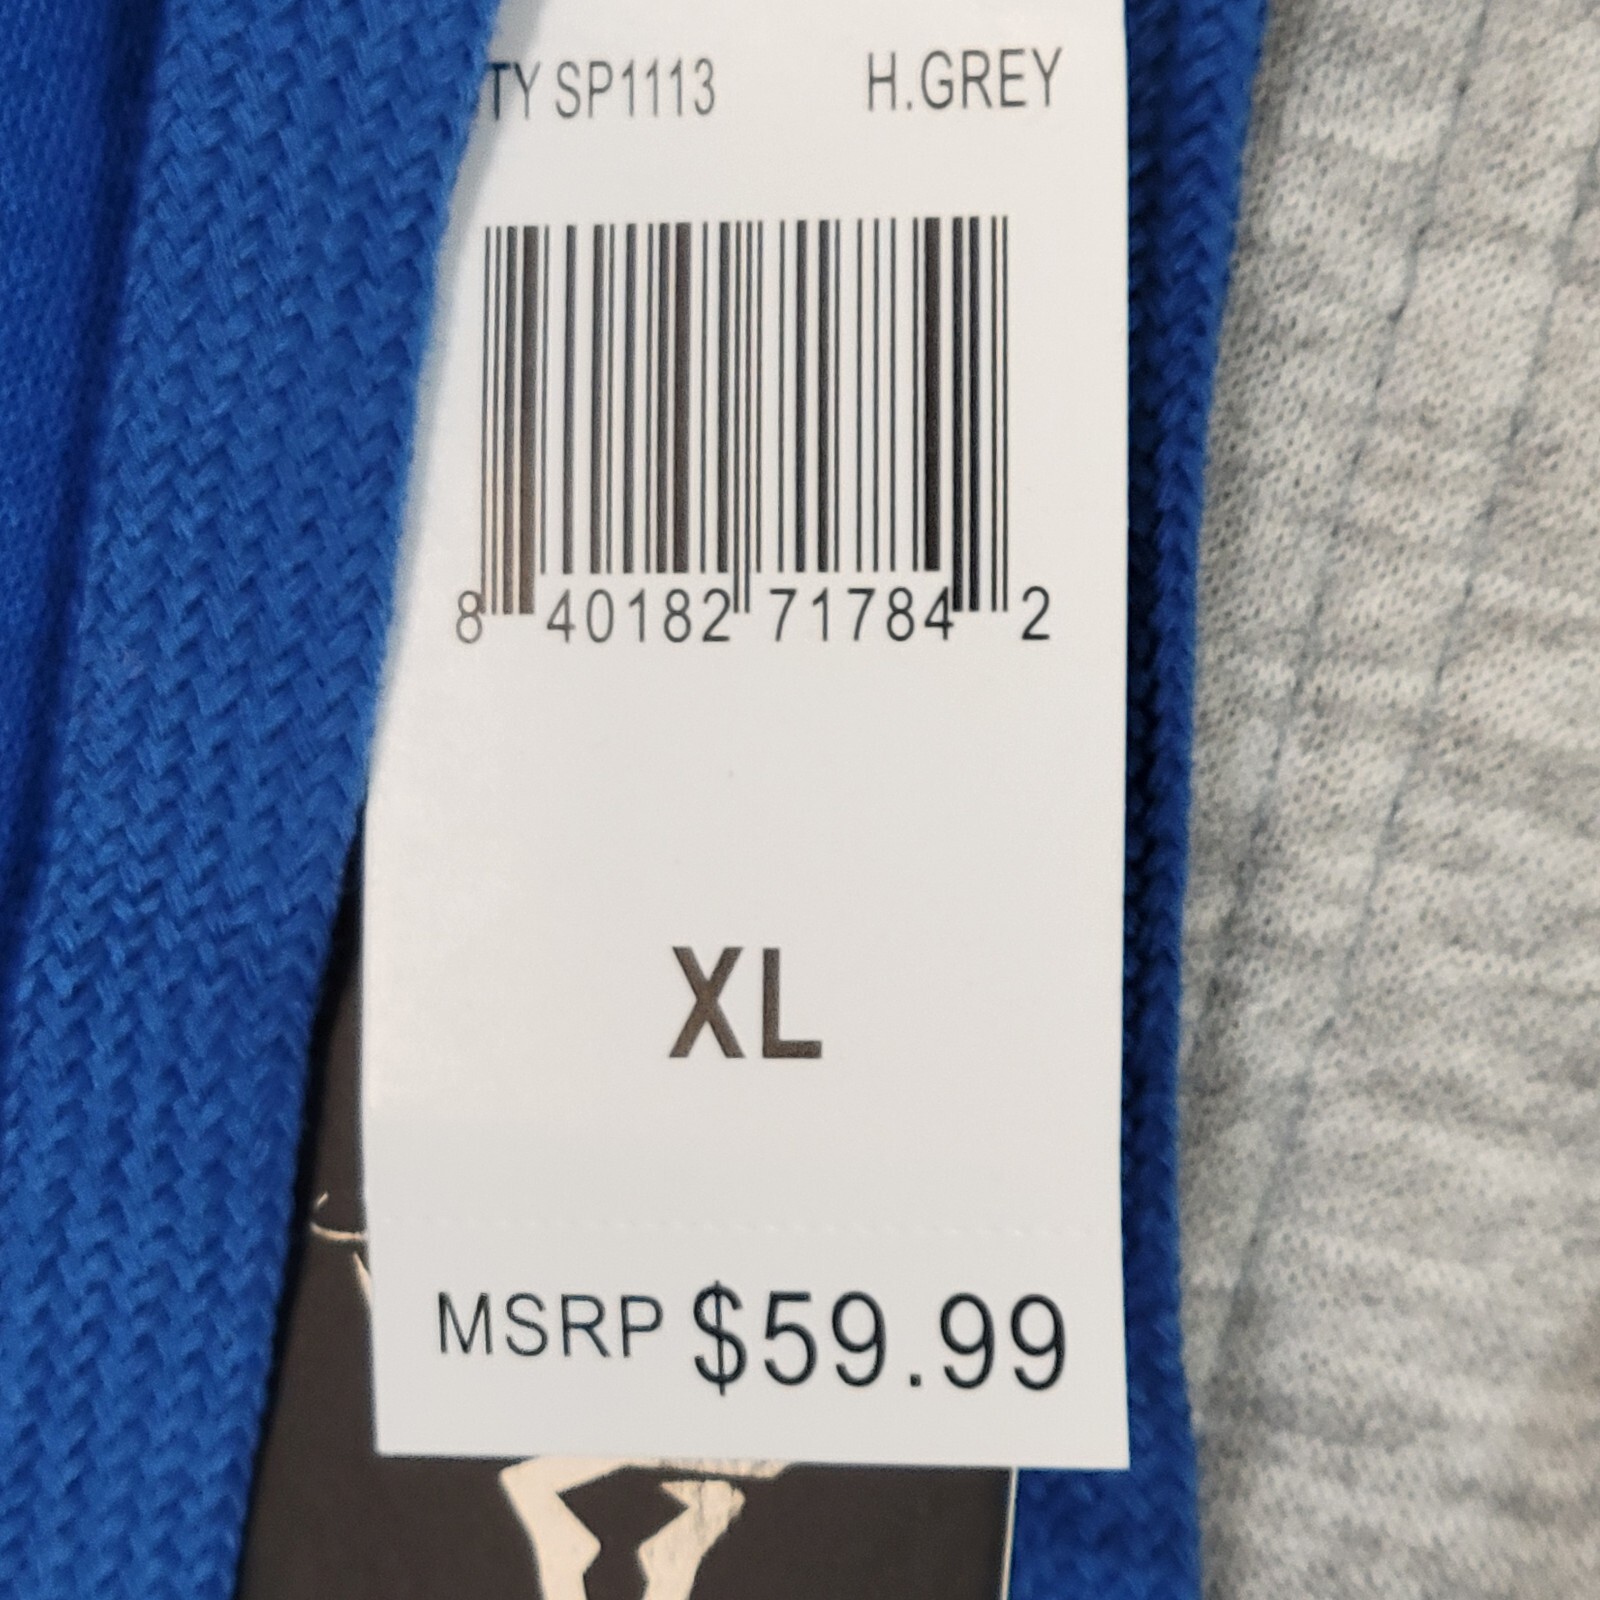 TY SP1113 H.GREY
8 40182 71784 2
XL
MSRP $59.99